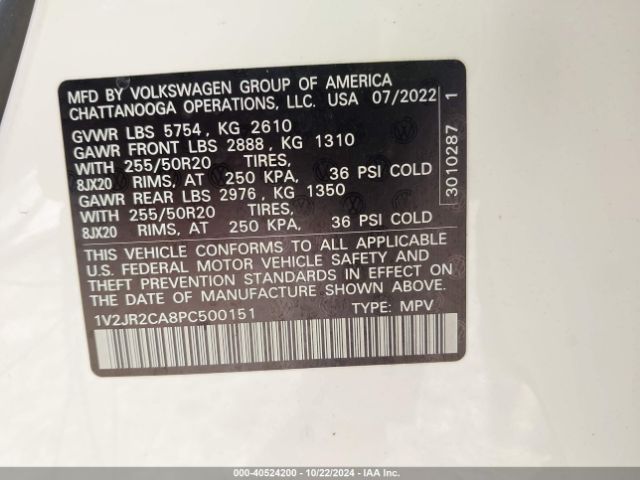 MFD BY VOLKSWAGEN GROUP OF AMERICA
CHATTANOOGA OPERATIONS, LLC. USA 07/2022
GVWR LBS 5754 , KG 2610
GAWR FRONT LBS 2888 , KG 1310
WITH 255/50R20 TIRES,
8JX20 RIMS, AT 250 KPA, 36 PSI COLD
GAWR REAR LBS 2976 , KG 1350
WITH 255/50R20 TIRES,
8JX20 RIMS, AT 250 KPA, 36 PSI COLD
THIS VEHICLE CONFORMS TO ALL APPLICABLE
U.S. FEDERAL MOTOR VEHICLE SAFETY AND
THEFT PREVENTION STANDARDS IN EFFECT ON
THE DATE OF MANUFACTURE SHOWN ABOVE.
1V2JR2CA8PC500151 TYPE: MPV
3010287 1
000-40524200 - 10/22/2024 - IAA Inc.